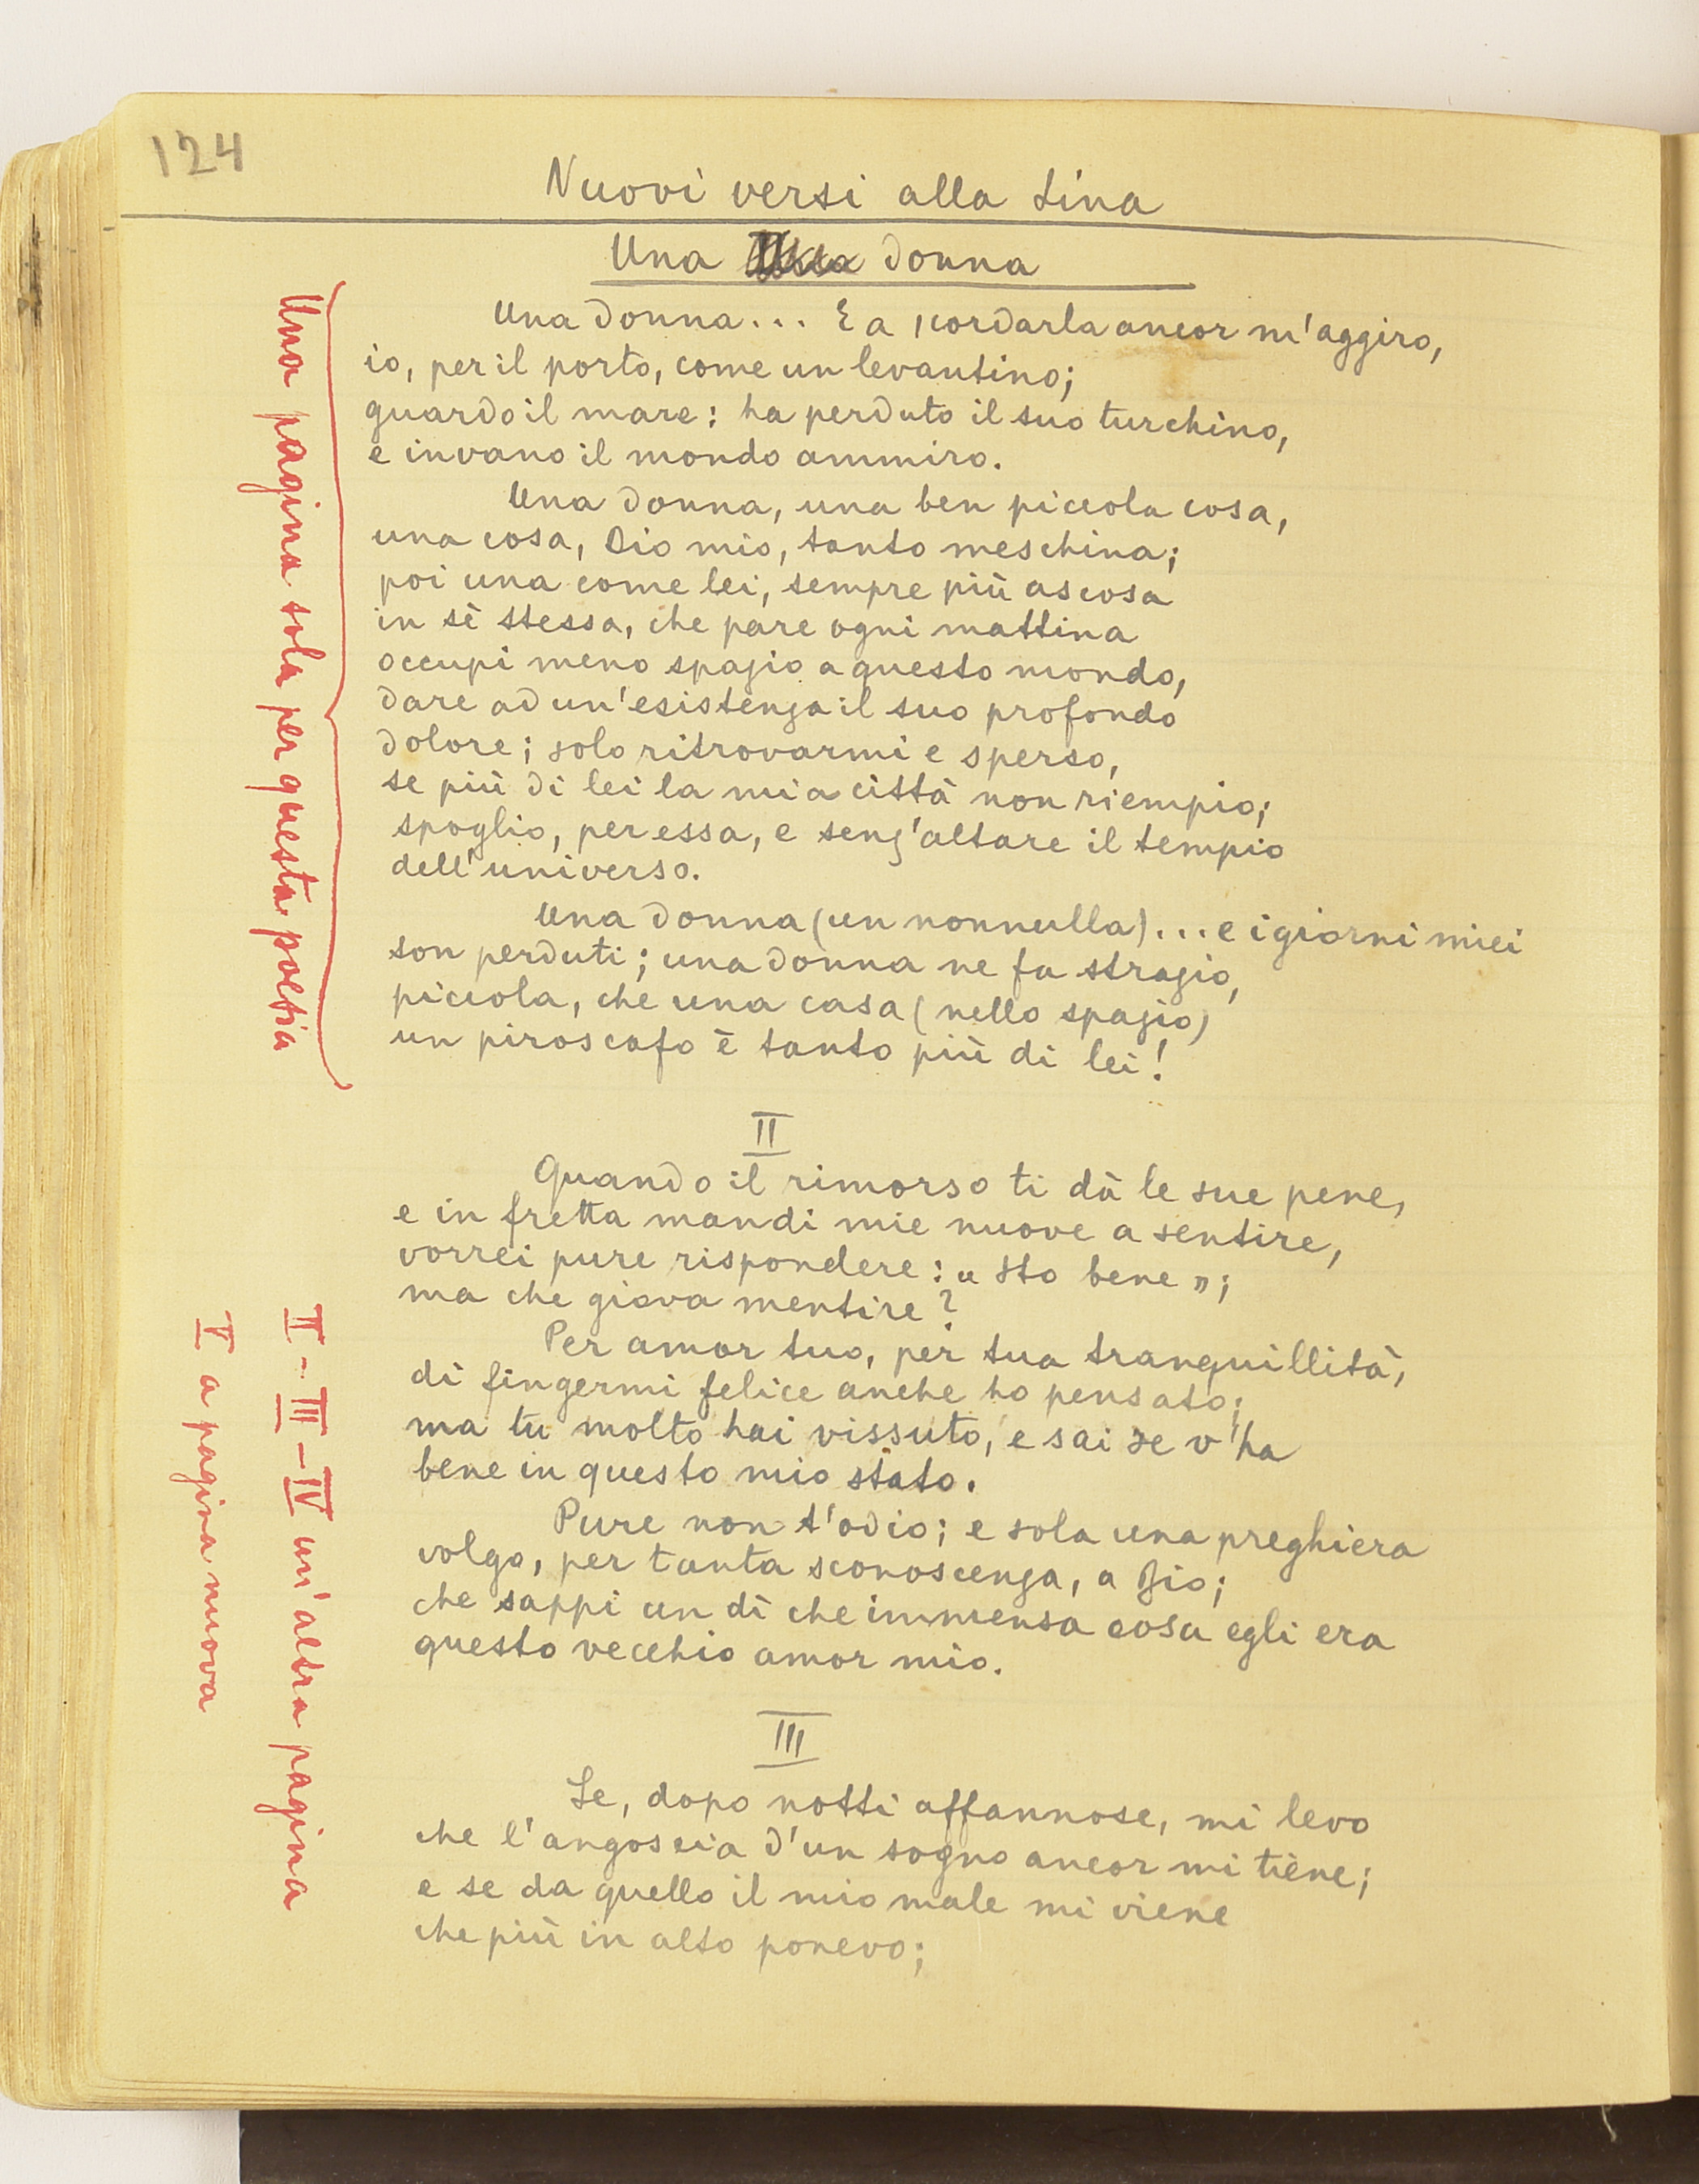 124
Nuovi versi alla Lina
Una donna
Una donna... E a scordarla ancor m'aggiro,
io, per il porto, come un levantino;
guardo il mare: ha perduto il suo turchino,
e invano il mondo ammiro.
Una donna, una ben piccola cosa,
una cosa, Dio mio, tanto meschina;
poi una come lei, sempre più ascosa
in sè stessa, che pare ogni mattina
occupi meno spazio a questo mondo,
dare ad un'esistenza il suo profondo
dolore; solo ritrovarmi e sperso,
se più di lei la mia città non riempio;
spoglio, per essa, e senz'altare il tempio
dell'universo.
Una donna (un nonnulla)... e i giorni miei
son perduti; una donna ne fa strazio,
piccola, che una casa (nello spazio)
un piroscafo è tanto più di lei!
II
Quando il rimorso ti dà le sue pene,
e in fretta mandi mie nuove a sentire,
vorrei pure rispondere: « Sto bene »;
ma che giova mentire?
Per amor tuo, per tua tranquillità,
di fingermi felice anche ho pensato;
ma tu molto hai vissuto, e sai se v'ha
bene in questo mio stato.
Pure non t'odio; e sola una preghiera
volgo, per tanta sconoscenza, a Dio;
che sappi un dì che immensa cosa egli era
questo vecchio amor mio.
III
Se, dopo notti affannose, mi levo
che l'angoscia d'un sogno ancor mi tiène;
e se da quello il mio male mi viene
che più in alto ponevo;
Una pagina sola per questa poesia
II - III - IV un'altra pagina
V a pagina nuova